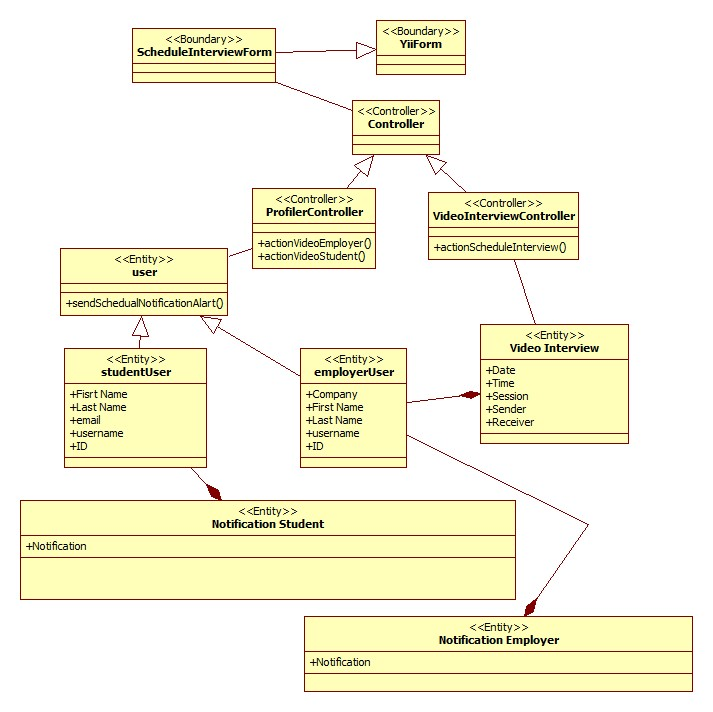 <<Boundary>>
ScheduleInterviewForm
<<Boundary>>
YiiForm
<<Controller>>
Controller
<<Controller>>
ProfilerController
+actionVideoEmployer()
+actionVideoStudent()
<<Controller>>
VideoInterviewController
+actionScheduleInterview()
<<Entity>>
user
+sendSchedualNotificationAlart()
<<Entity>>
studentUser
+Fisrt Name
+Last Name
+email
+username
+ID
<<Entity>>
employerUser
+Company
+First Name
+Last Name
+username
+ID
<<Entity>>
Video Interview
+Date
+Time
+Session
+Sender
+Receiver
<<Entity>>
Notification Student
+Notification
<<Entity>>
Notification Employer
+Notification